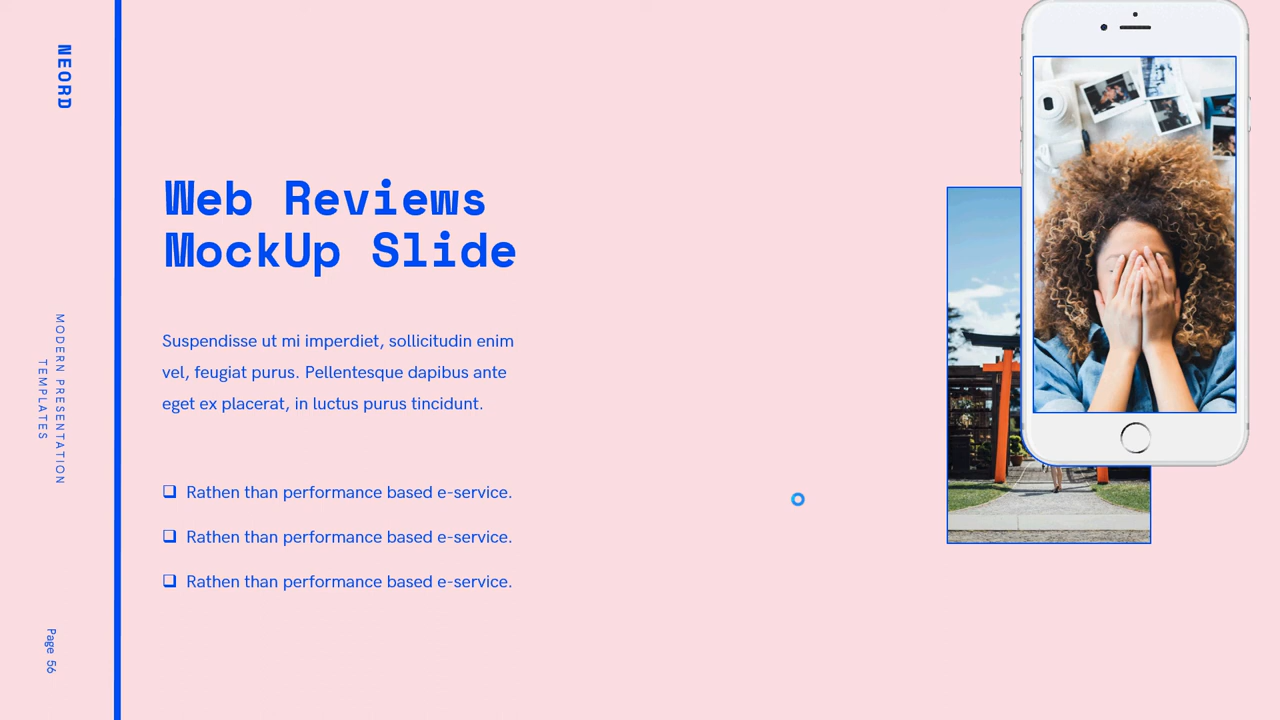 NEORD
MODERN PRESENTATION
TEMPLATES
Page 56
Web Reviews
MockUp Slide
Suspendisse ut mi imperdiet, sollicitudin enim
vel, feugiat purus. Pellentesque dapibus ante
eget ex placerat, in luctus purus tincidunt.
❑ Rathen than performance based e-service.
❑ Rathen than performance based e-service.
❑ Rathen than performance based e-service.